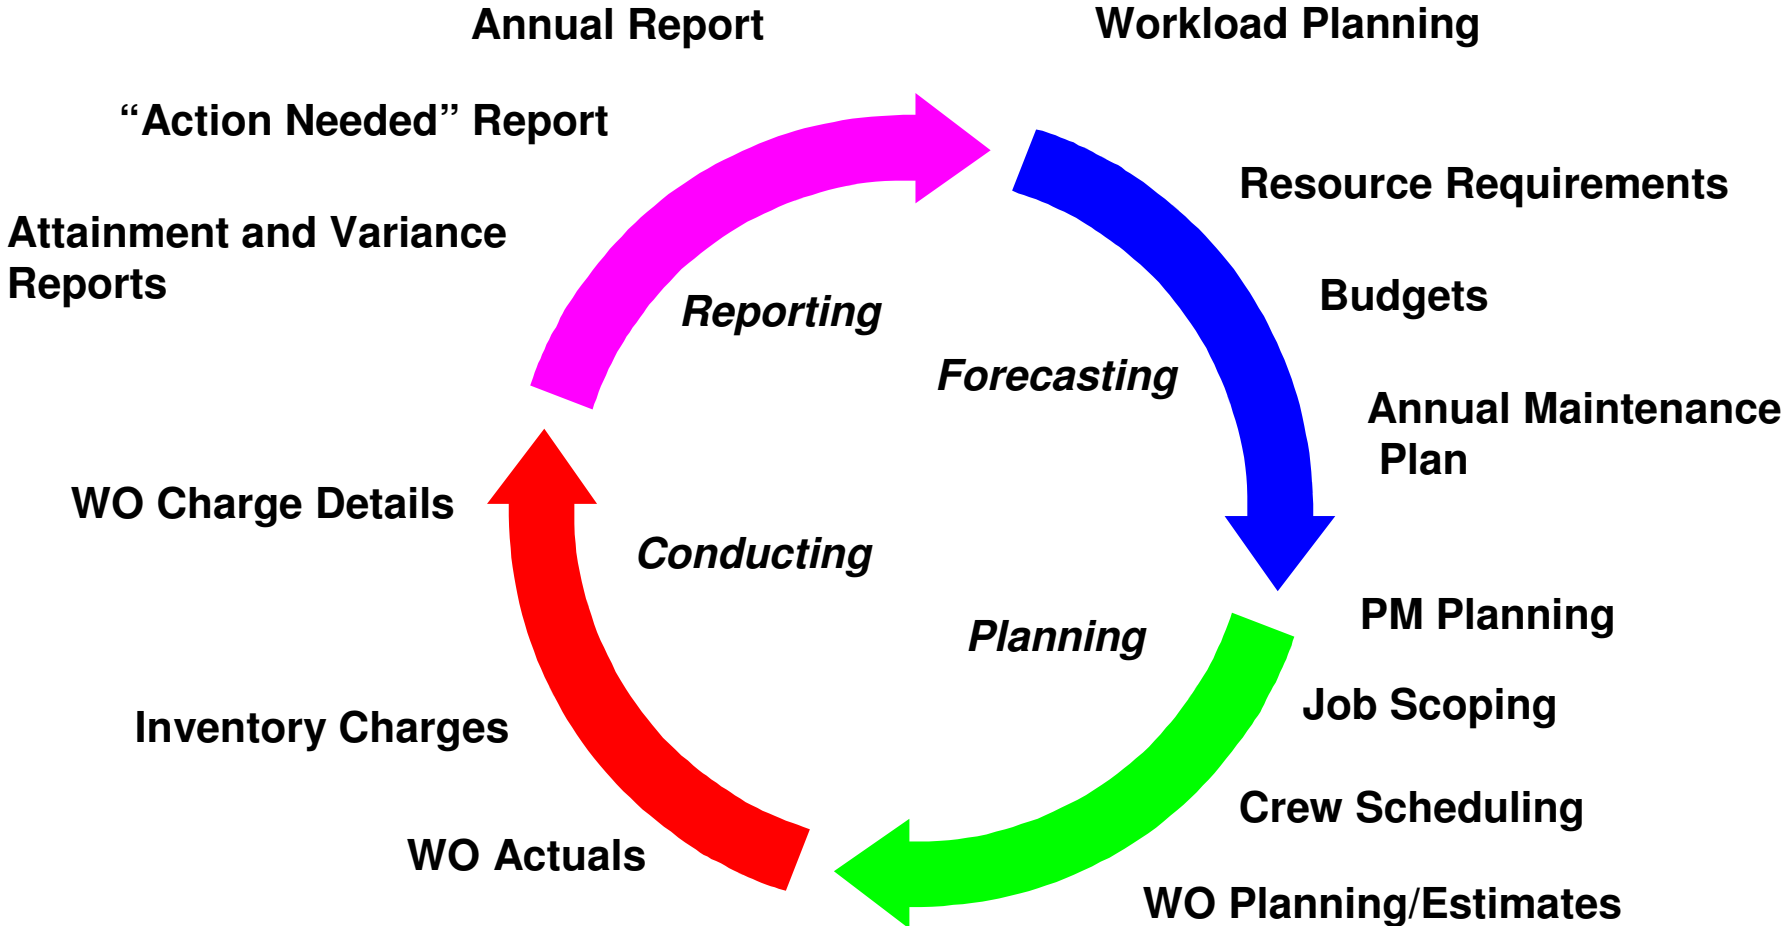 Annual Report
Workload Planning
“Action Needed” Report
Resource Requirements
Attainment and Variance
Reports
Budgets
Reporting
Forecasting
Annual Maintenance
Plan
WO Charge Details
Conducting
PM Planning
Planning
Job Scoping
Inventory Charges
Crew Scheduling
WO Actuals
WO Planning/Estimates